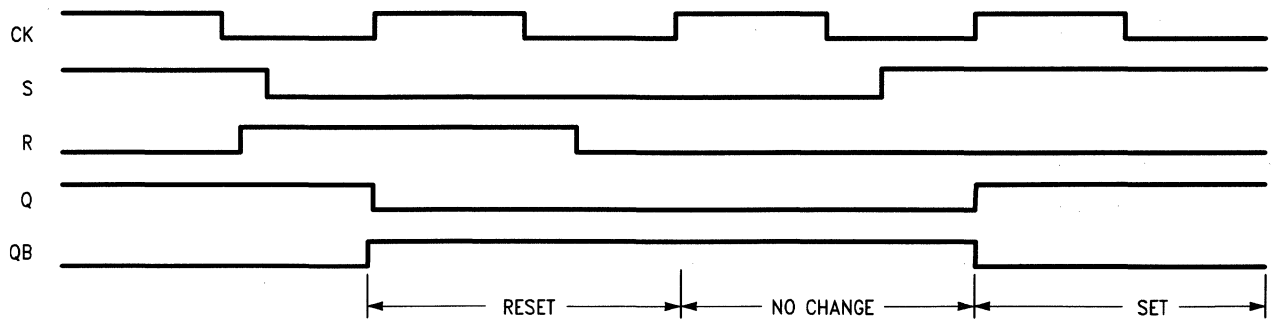 CK
S
R
Q
QB
RESET NO CHANGE SET